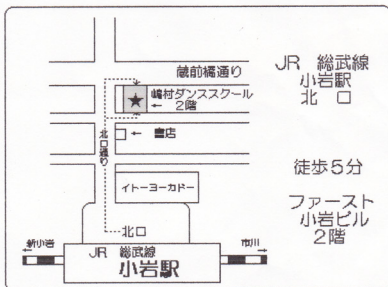 蔵前橋通り
嶋村ダンススクール
← 2階
北口通り
← 書店
イトーヨーカドー
北口
新小岩
市川
JR 総武線
小岩駅
JR 総武線
小岩駅
北口
徒歩5分
ファースト
小岩ビル
2階